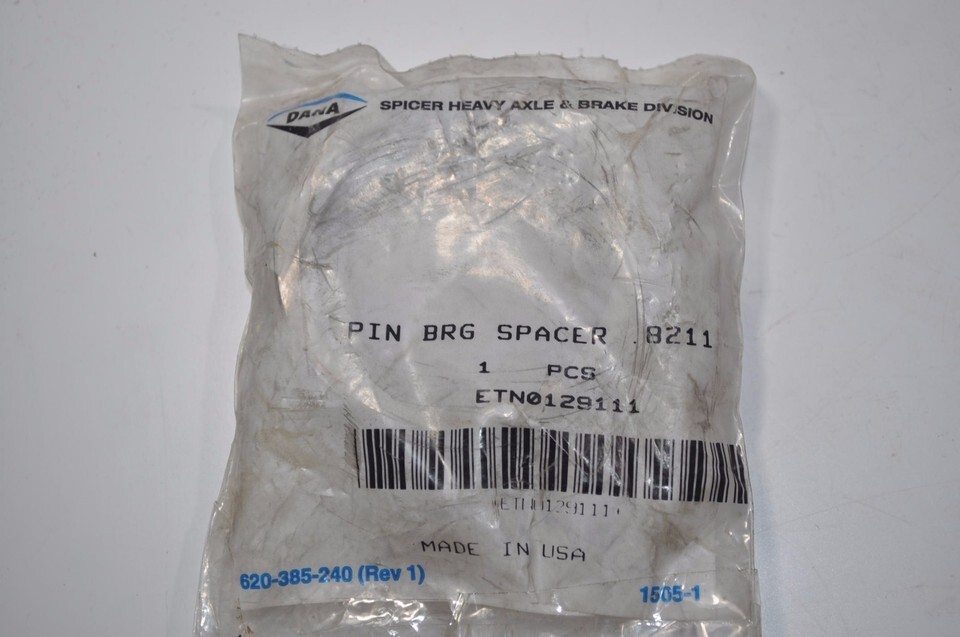 DANA SPICER HEAVY AXLE & BRAKE DIVISION
PIN BRG SPACER .8211
1 PCS
ETN0129111
*ETN0129111*
MADE IN USA
620-385-240 (Rev 1) 1505-1